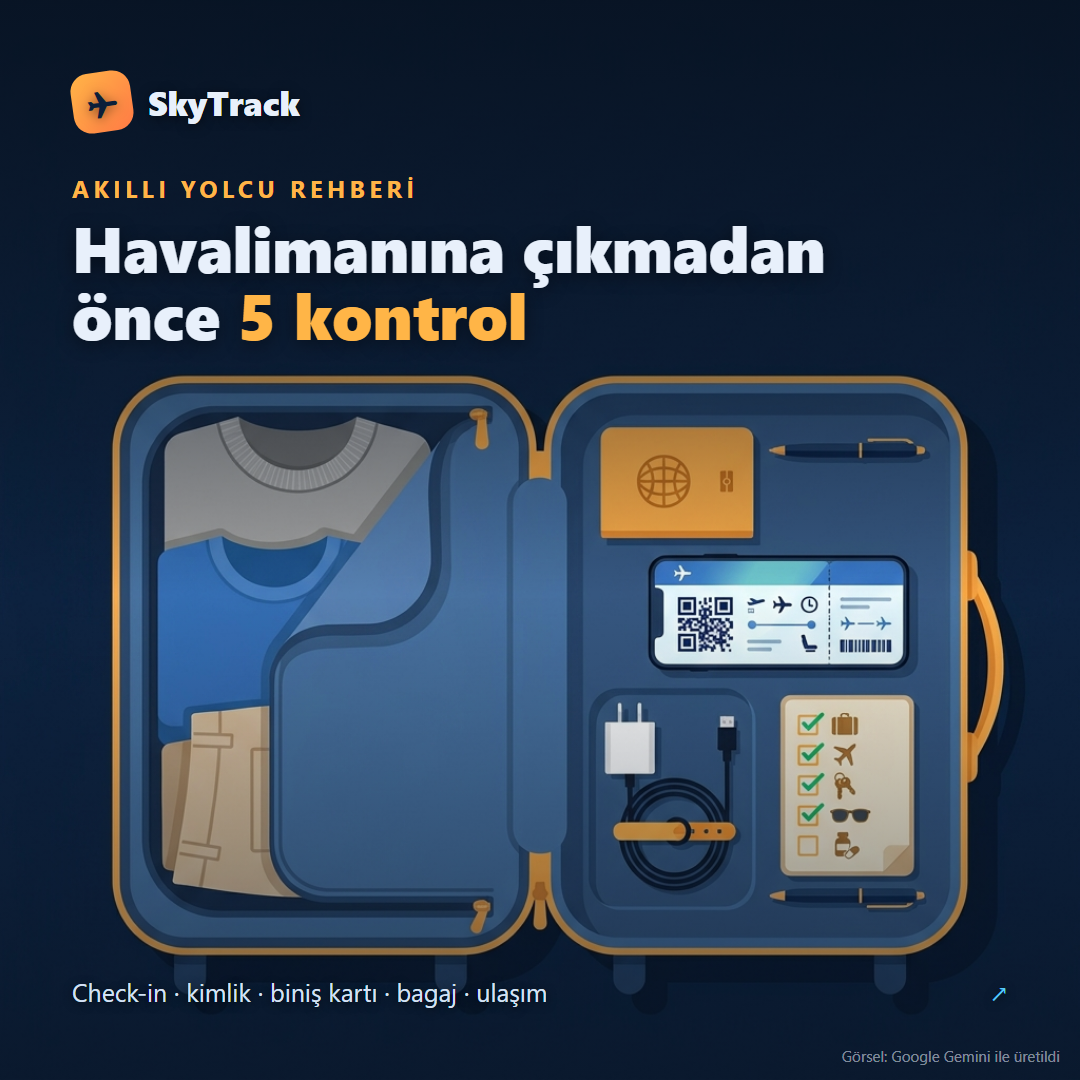 SkyTrack
AKILLI YOLCU REHBERİ
Havalimanına çıkmadan
önce 5 kontrol
Check-in · kimlik · biniş kartı · bagaj · ulaşım
Görsel: Google Gemini ile üretildi